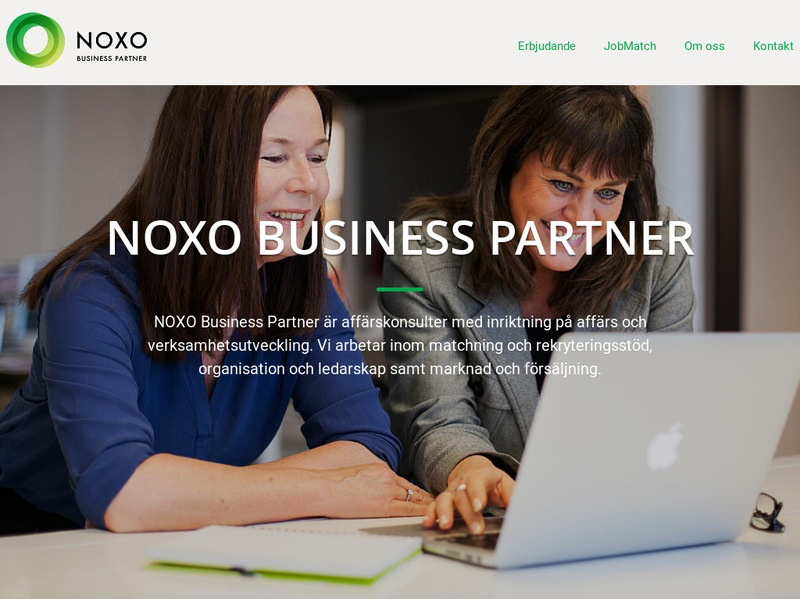 NOXO
BUSINESS PARTNER
Erbjudande JobMatch Om oss Kontakt
NOXO BUSINESS PARTNER
NOXO Business Partner är affärskonsulter med inriktning på affärs och
verksamhetsutveckling. Vi arbetar inom matchning och rekryteringsstöd,
organisation och ledarskap samt marknad och försäljning.